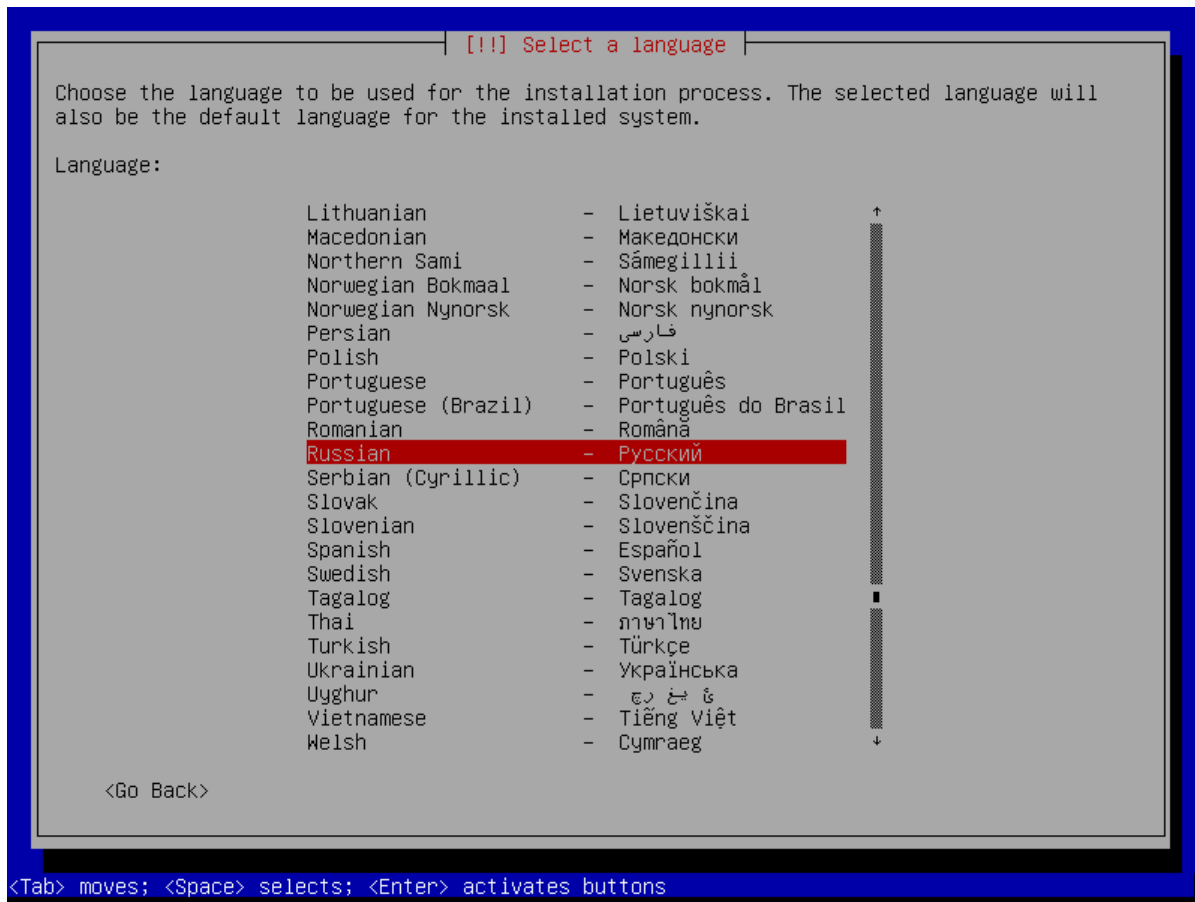 [!!] Select a language
Choose the language to be used for the installation process. The selected language will
also be the default language for the installed system.
Language:
Lithuanian - Lietuviškai
Macedonian - Македонски
Northern Sami - Sámegillii
Norwegian Bokmaal - Norsk bokmål
Norwegian Nynorsk - Norsk nynorsk
Persian - فارسی
Polish - Polski
Portuguese - Português
Portuguese (Brazil) - Português do Brasil
Romanian - Română
Russian - Русский
Serbian (Cyrillic) - Српски
Slovak - Slovenčina
Slovenian - Slovenščina
Spanish - Español
Swedish - Svenska
Tagalog - Tagalog
Thai - ภาษาไทย
Turkish - Türkçe
Ukrainian - Українська
Uyghur -
Vietnamese - Tiếng Việt
Welsh - Cymraeg
<Go Back>
<Tab> moves; <Space> selects; <Enter> activates buttons